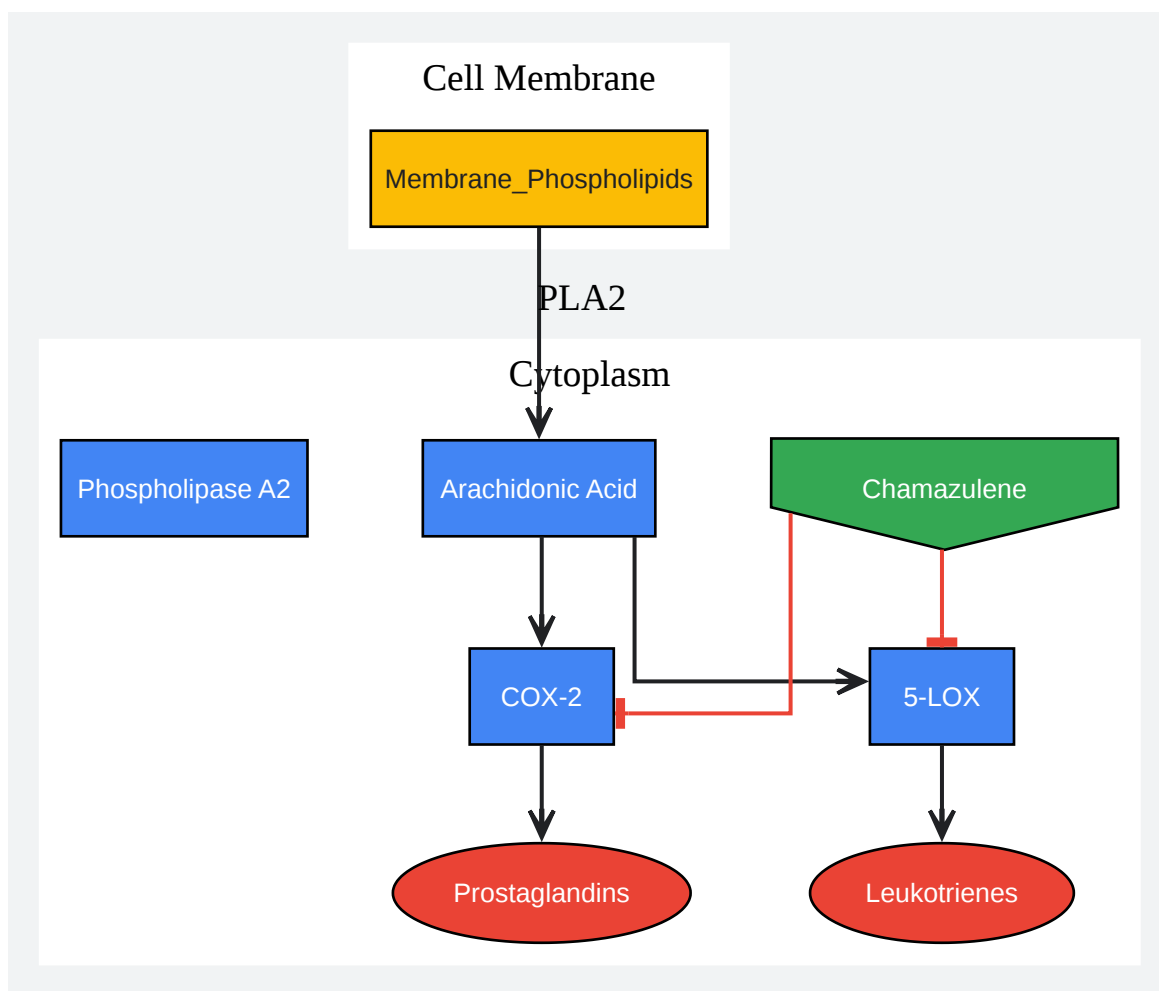 Cell Membrane
Membrane_Phospholipids
PLA2
Cytoplasm
Phospholipase A2
Arachidonic Acid
Chamazulene
COX-2
5-LOX
Prostaglandins
Leukotrienes